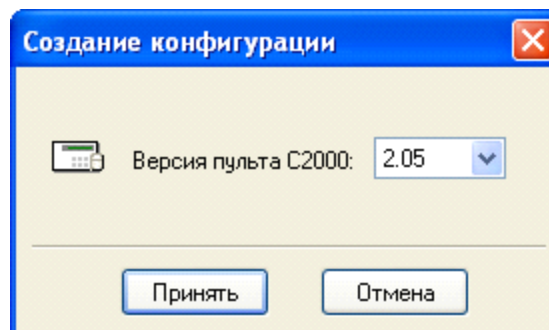 Создание конфигурации
Версия пульта С2000: 2.05
Принять Отмена